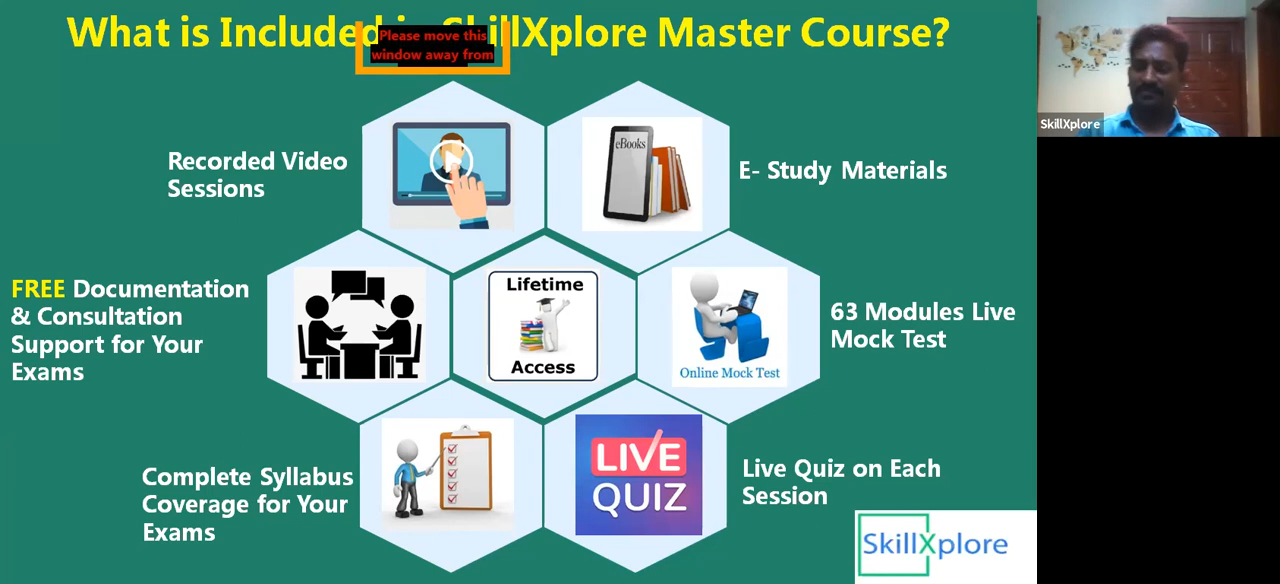 What is Included in SkillXplore Master Course?
Please move this
window away from
SkillXplore
Recorded Video
Sessions
eBooks
E- Study Materials
FREE Documentation
& Consultation
Support for Your
Exams
Lifetime
Access
Online Mock Test
63 Modules Live
Mock Test
Complete Syllabus
Coverage for Your
Exams
LIVE
QUIZ
Live Quiz on Each
Session
SkillXplore